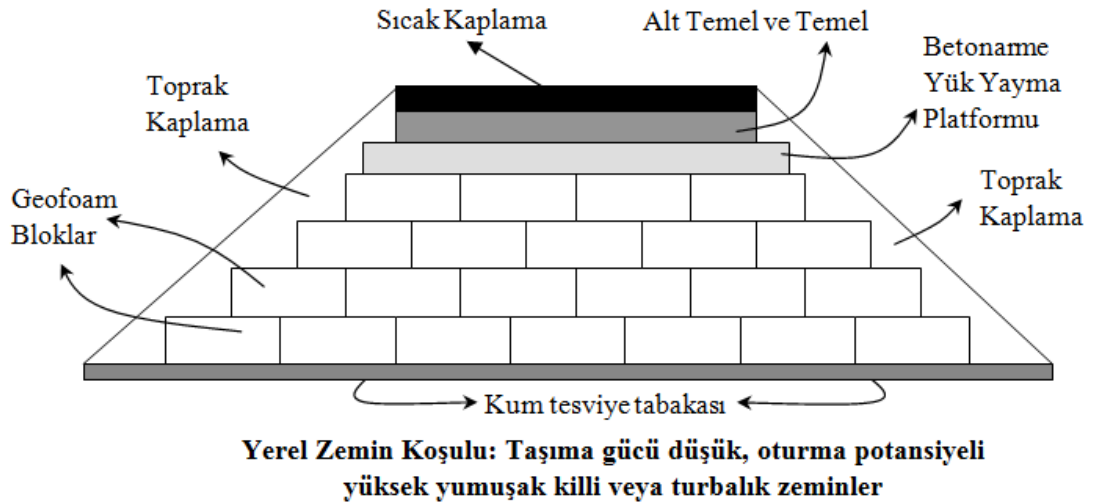 Sıcak Kaplama
Alt Temel ve Temel
Betonarme
Yük Yayma
Platformu
Toprak
Kaplama
Toprak
Kaplama
Geofoam
Bloklar
Kum tesviye tabakası
Yerel Zemin Koşulu: Taşıma gücü düşük, oturma potansiyeli
yüksek yumuşak killi veya turbalık zeminler